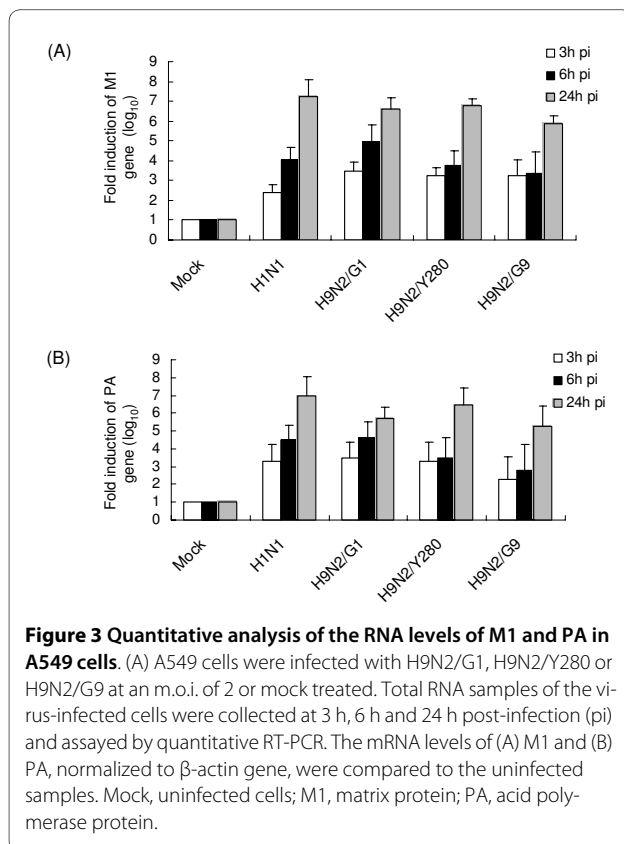 (A)
Fold induction of M1
gene (log10)
9
8
7
6
5
4
3
2
1
0
3h pi
6h pi
24h pi
Mock
H1N1
H9N2/G1
H9N2/Y280
H9N2/G9
(B)
Fold induction of PA
gene (log10)
9
8
7
6
5
4
3
2
1
0
3h pi
6h pi
24h pi
Mock
H1N1
H9N2/G1
H9N2/Y280
H9N2/G9
Figure 3 Quantitative analysis of the RNA levels of M1 and PA in
A549 cells. (A) A549 cells were infected with H9N2/G1, H9N2/Y280 or
H9N2/G9 at an m.o.i. of 2 or mock treated. Total RNA samples of the vi-
rus-infected cells were collected at 3 h, 6 h and 24 h post-infection (pi)
and assayed by quantitative RT-PCR. The mRNA levels of (A) M1 and (B)
PA, normalized to β-actin gene, were compared to the uninfected
samples. Mock, uninfected cells; M1, matrix protein; PA, acid poly-
merase protein.